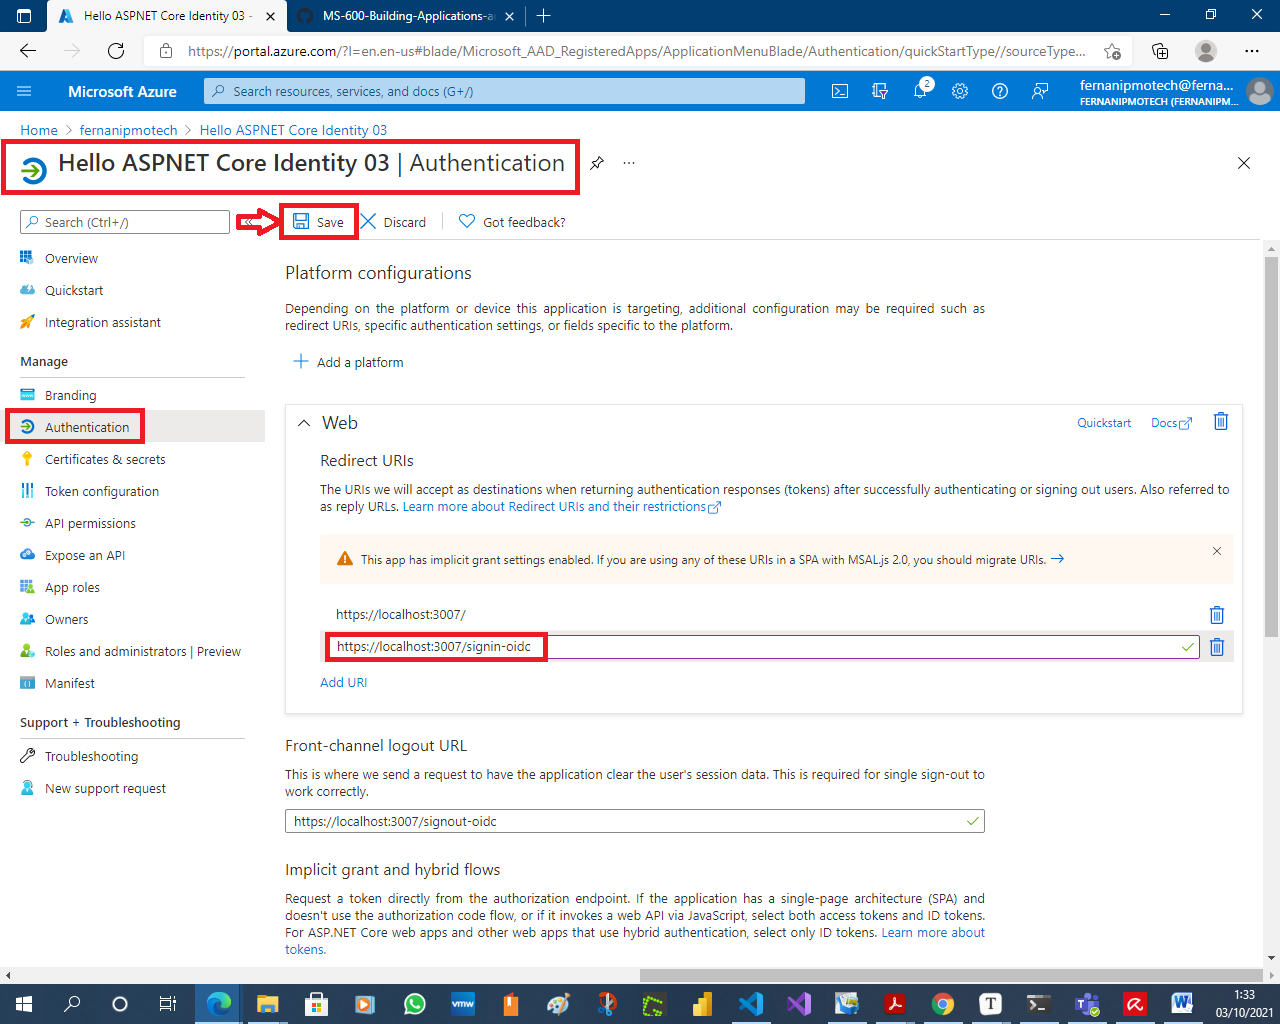 Hello ASPNET Core Identity 03 -
MS-600-Building-Applications-a
https://portal.azure.com/?l=en.en-us#blade/Microsoft_AAD_RegisteredApps/ApplicationMenuBlade/Authentication/quickStartType//sourceType...
Microsoft Azure
Search resources, services, and docs (G+/)
2
fernanipmotech@ferna...
FERNANIPMOTECH (FERNANIPM...
Home > fernanipmotech > Hello ASPNET Core Identity 03
Hello ASPNET Core Identity 03 | Authentication
Search (Ctrl+/)
«
Save
Discard
Got feedback?
Overview
Quickstart
Integration assistant
Manage
Branding
Authentication
Certificates & secrets
Token configuration
API permissions
Expose an API
App roles
Owners
Roles and administrators | Preview
Manifest
Support + Troubleshooting
Troubleshooting
New support request
Platform configurations
Depending on the platform or device this application is targeting, additional configuration may be required such as
redirect URIs, specific authentication settings, or fields specific to the platform.
Add a platform
Web
Quickstart
Docs
Redirect URIs
The URIs we will accept as destinations when returning authentication responses (tokens) after successfully authenticating or signing out users. Also referred to
as reply URLs. Learn more about Redirect URIs and their restrictions
This app has implicit grant settings enabled. If you are using any of these URIs in a SPA with MSAL.js 2.0, you should migrate URIs.
https://localhost:3007/
https://localhost:3007/signin-oidc
Add URI
Front-channel logout URL
This is where we send a request to have the application clear the user's session data. This is required for single sign-out to
work correctly.
https://localhost:3007/signout-oidc
Implicit grant and hybrid flows
Request a token directly from the authorization endpoint. If the application has a single-page architecture (SPA) and
doesn't use the authorization code flow, or if it invokes a web API via JavaScript, select both access tokens and ID tokens.
For ASP.NET Core web apps and other web apps that use hybrid authentication, select only ID tokens. Learn more about
tokens.
vmw
T
1:33
03/10/2021